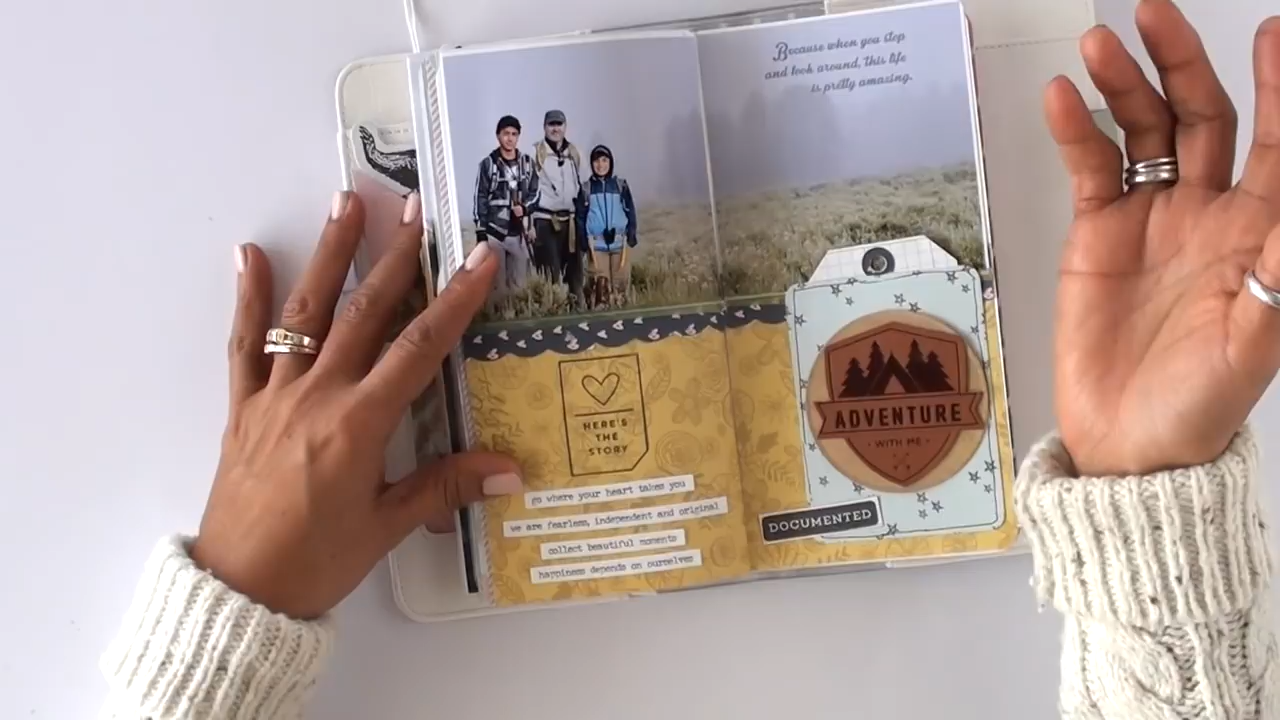 Because when you stop
and look around, this life
is pretty amazing.
HERE'S
THE
STORY
go where your heart takes you
we are fearless, independent and original
collect beautiful moments
happiness depends on ourselves
ADVENTURE
· WITH ME ·
DOCUMENTED